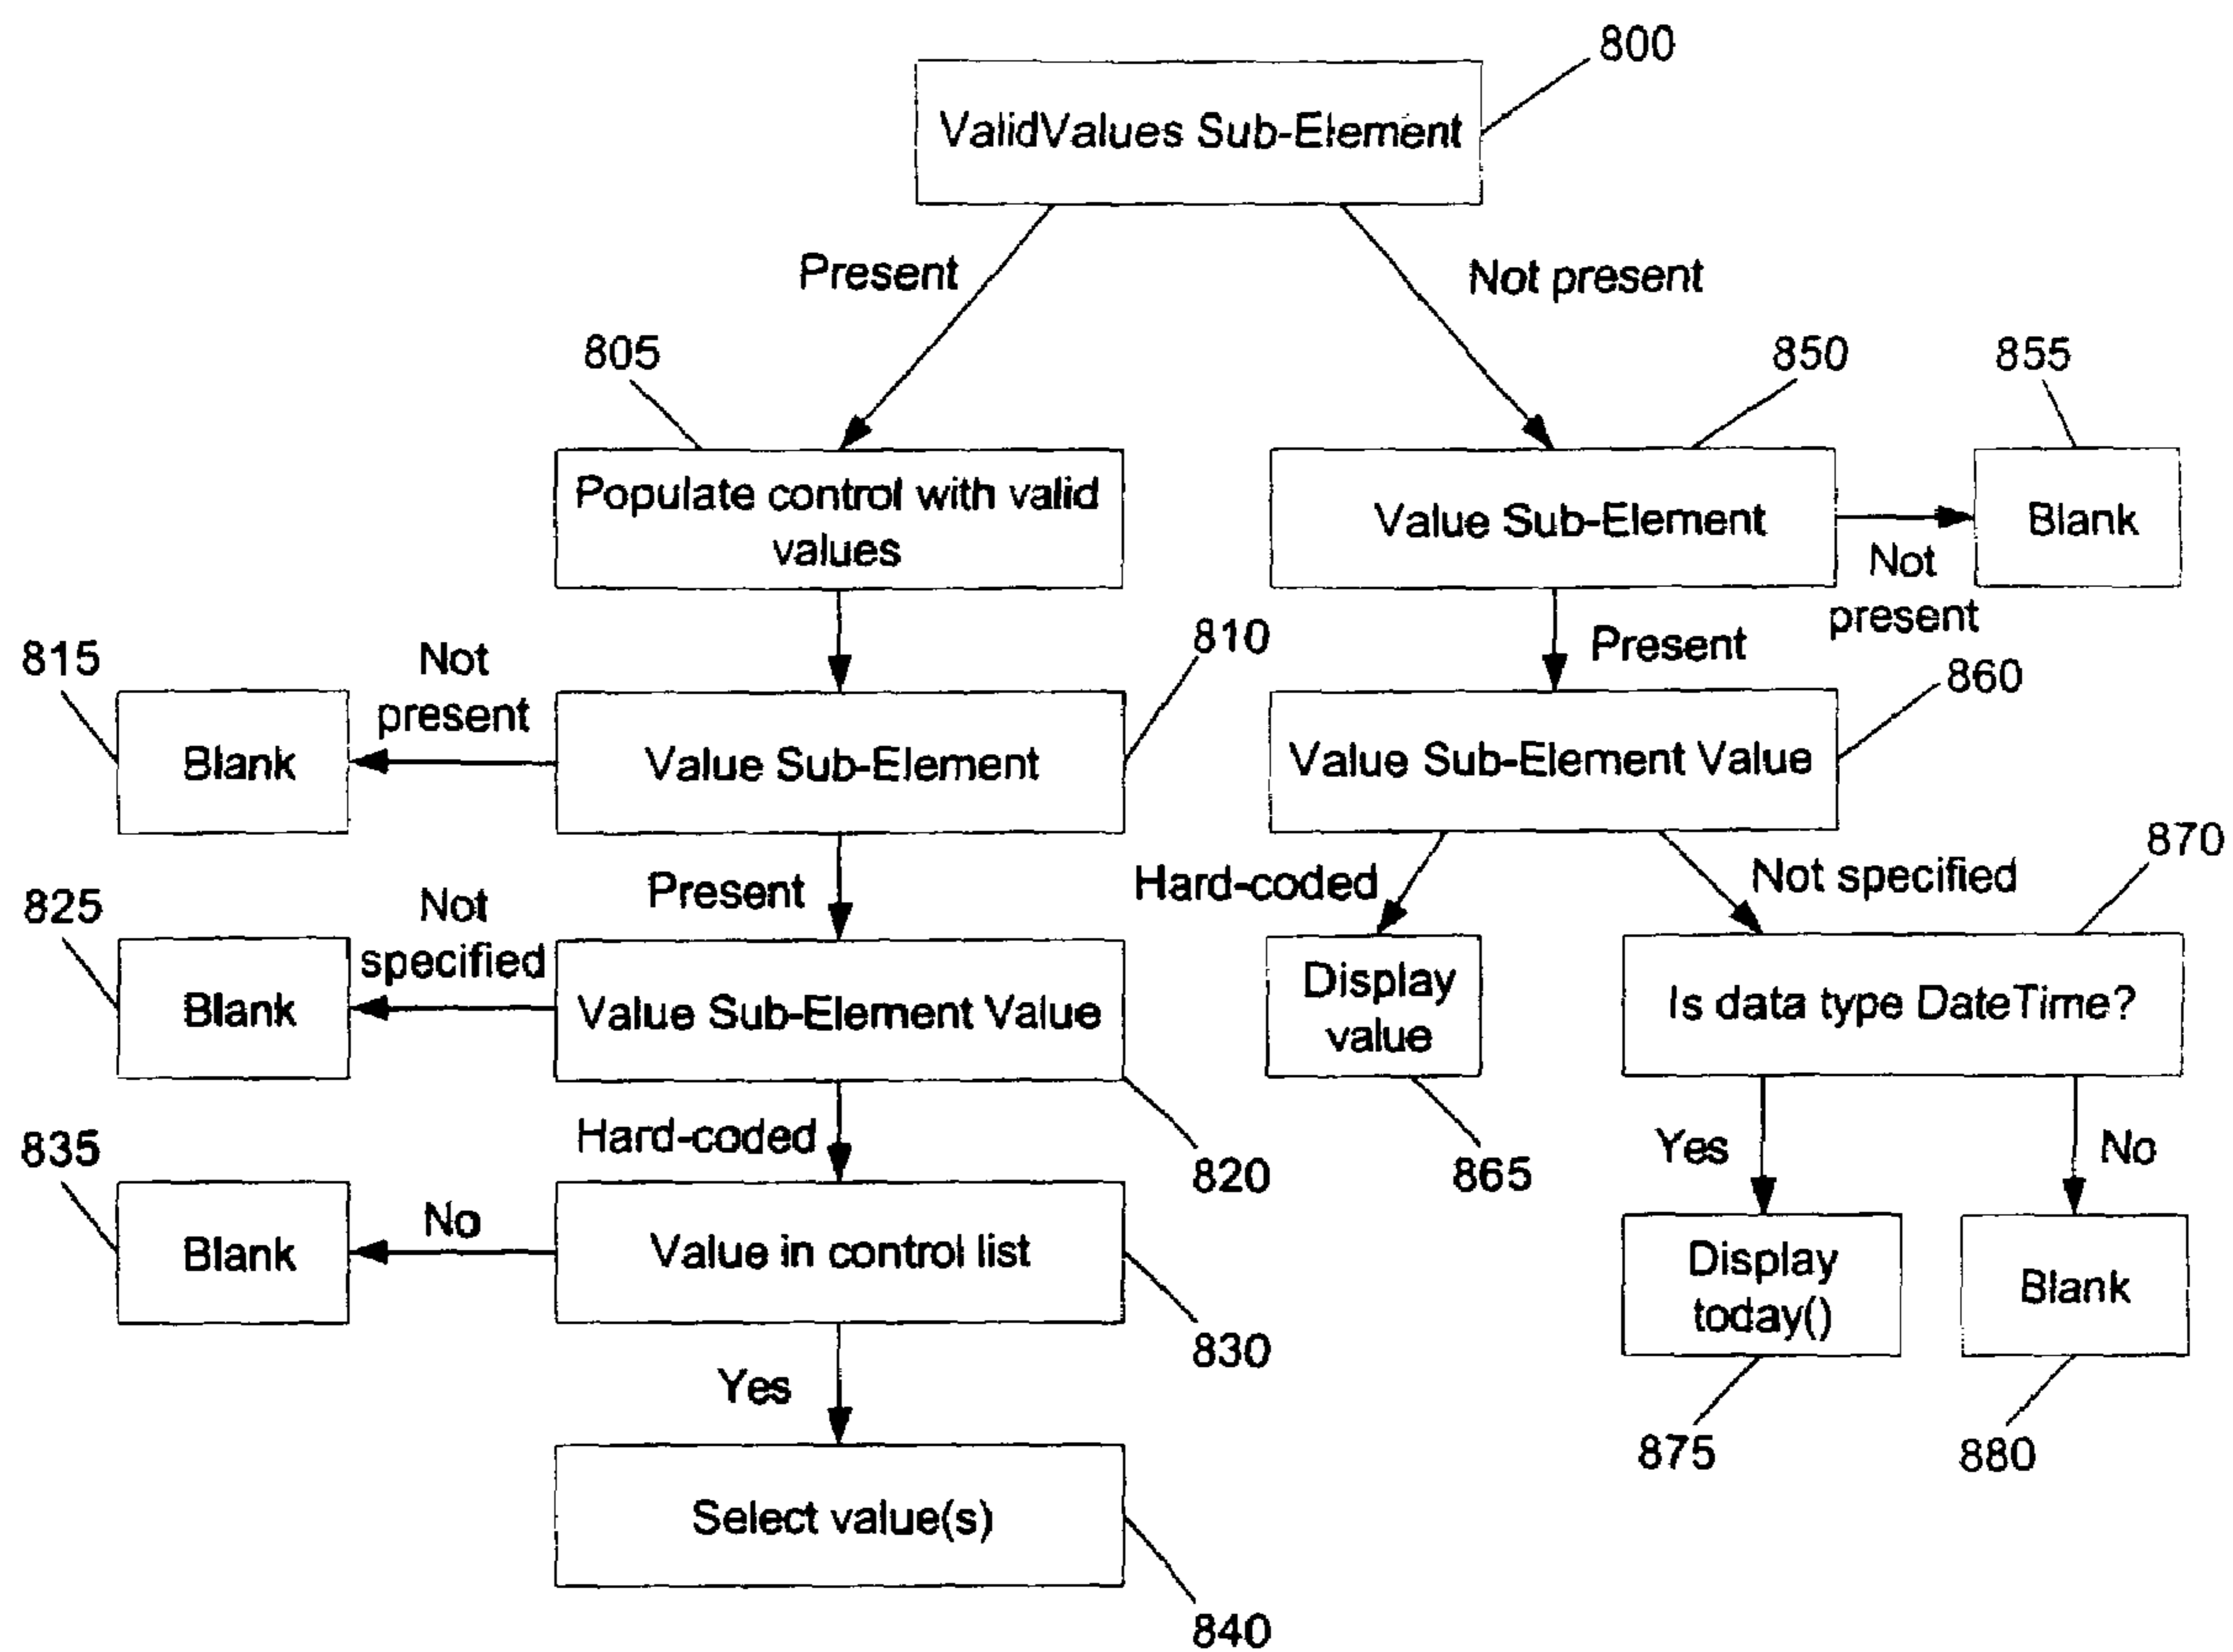 800
ValidValues Sub-Element
Present
Not present
805
850
855
Populate control with valid
values
Value Sub-Element
Blank
Not
present
810
Present
815
Not
present
860
Blank
Value Sub-Element
Value Sub-Element Value
870
Hard-coded
Not specified
825
Not
specified
Present
Blank
Value Sub-Element Value
Display
value
Is data type DateTime?
835
Hard-coded
820
865
Yes
No
Blank
No
Value in control list
830
Display
today()
Blank
Yes
875
880
Select value(s)
840